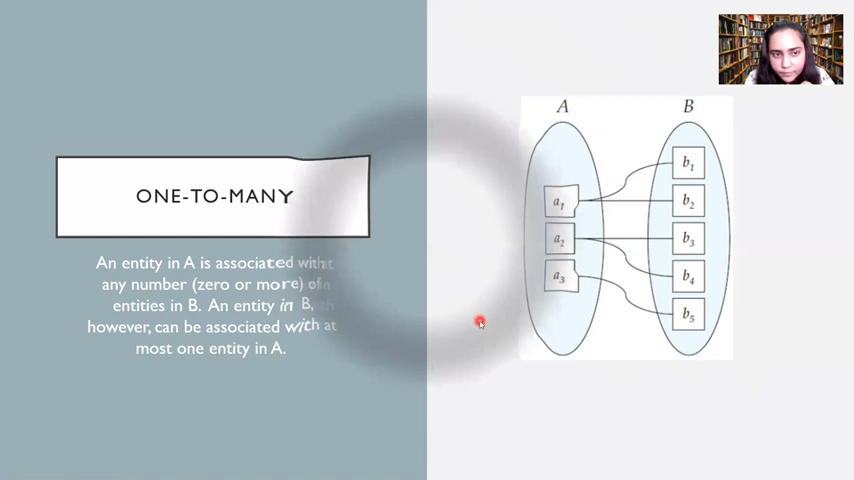 ONE-TO-MANY
An entity in A is associated with
any number (zero or more) of
entities in B. An entity in B,
however, can be associated with at
most one entity in A.
A B
a1
a2
a3
b1
b2
b3
b4
b5